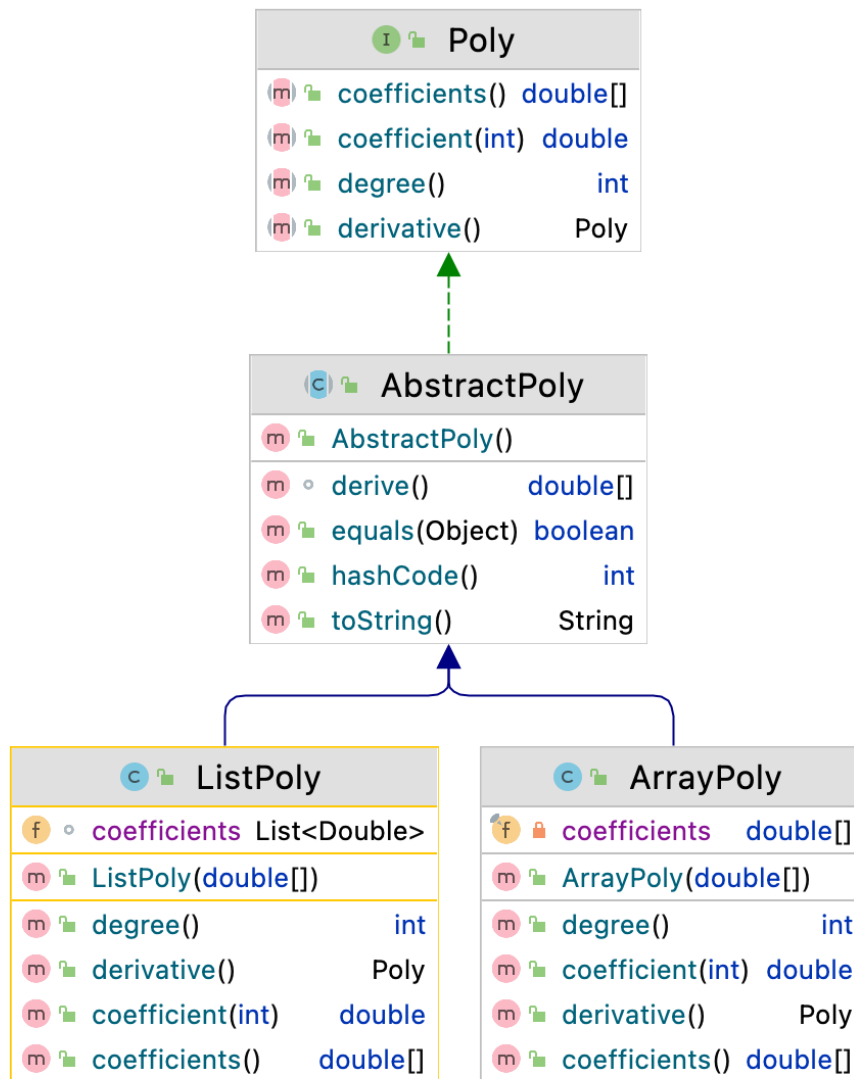 I Poly
m coefficients() double[]
m coefficient(int) double
m degree() int
m derivative() Poly
C AbstractPoly
m AbstractPoly()
m derive() double[]
m equals(Object) boolean
m hashCode() int
m toString() String
C ListPoly
f coefficients List<Double>
m ListPoly(double[])
m degree() int
m derivative() Poly
m coefficient(int) double
m coefficients() double[]
C ArrayPoly
f coefficients double[]
m ArrayPoly(double[])
m degree() int
m coefficient(int) double
m derivative() Poly
m coefficients() double[]